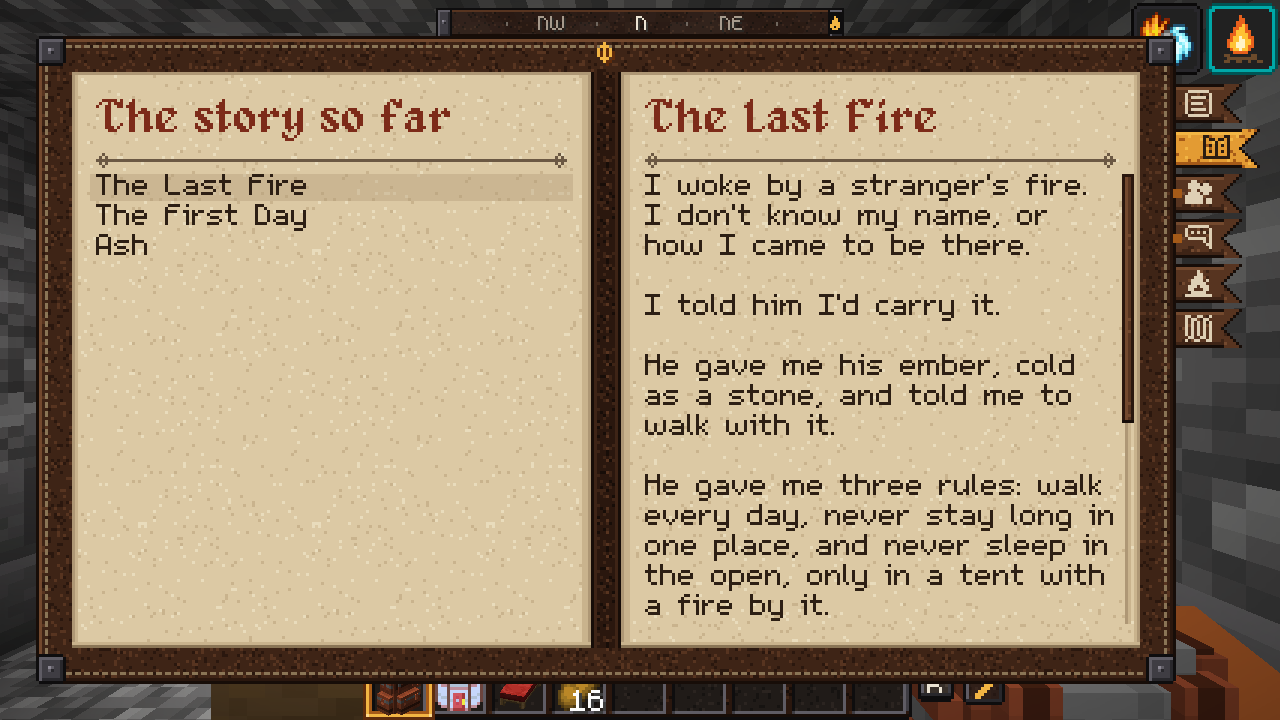 NW
N
NE
The story so far
The Last Fire
The First Day
Ash
The Last Fire
I woke by a stranger's fire.
I don't know my name, or
how I came to be there.
I told him I'd carry it.
He gave me his ember, cold
as a stone, and told me to
walk with it.
He gave me three rules: walk
every day, never stay long in
one place, and never sleep in
the open, only in a tent with
a fire by it.
16